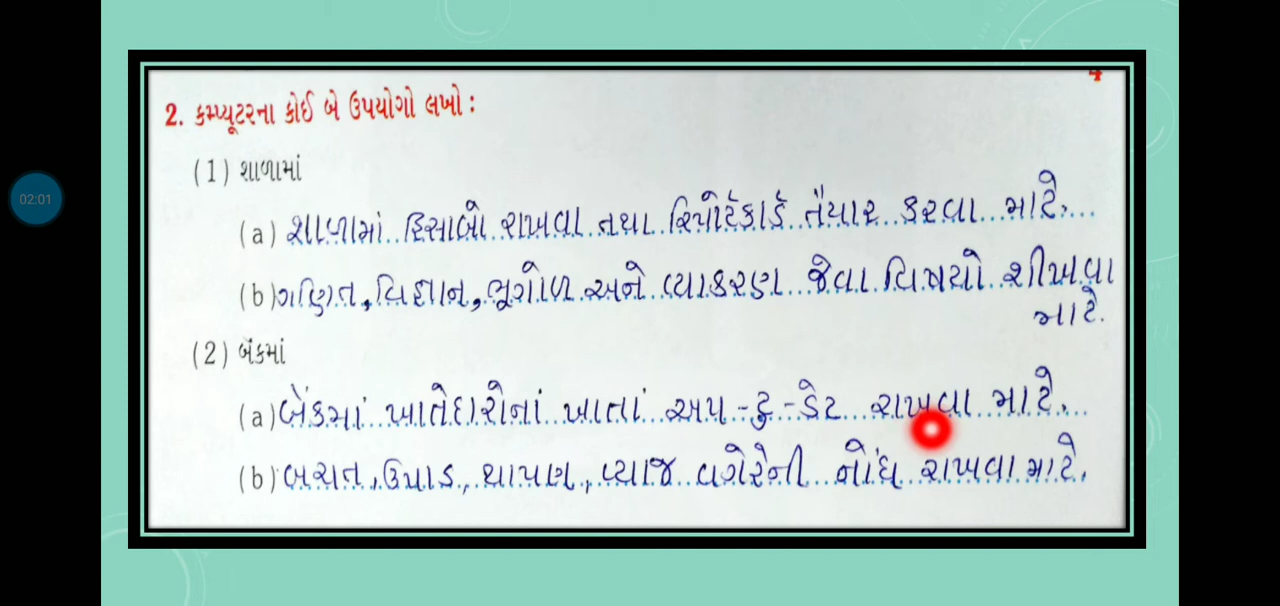 4
2. કમ્પ્યૂટરના કોઈ બે ઉપયોગો લખો :
(1) શાળામાં
(a) શાળામાં હિસાબો રાખવા તથા રિપોર્ટકાર્ડ તૈયાર કરવા માટે.
02:01
(b) ગણિત, વિજ્ઞાન, ભૂગોળ અને વ્યાકરણ જેવા વિષયો શીખવા
માટે.
(2) બૅંકમાં
(a) બેંકમાં ખાતેદારોનાં ખાતાં અપ-ટુ-ડેટ રાખવા માટે.
(b) બચત, ઉપાડ, થાપણ, વ્યાજ વગેરેની નોંધ રાખવા માટે.